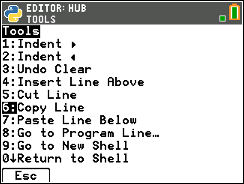 EDITOR: HUB
TOOLS
Tools
1:Indent ▸
2:Indent ◂
3:Undo Clear
4:Insert Line Above
5:Cut Line
6:Copy Line
7:Paste Line Below
8:Go to Program Line…
9:Go to New Shell
0↓Return to Shell
Esc